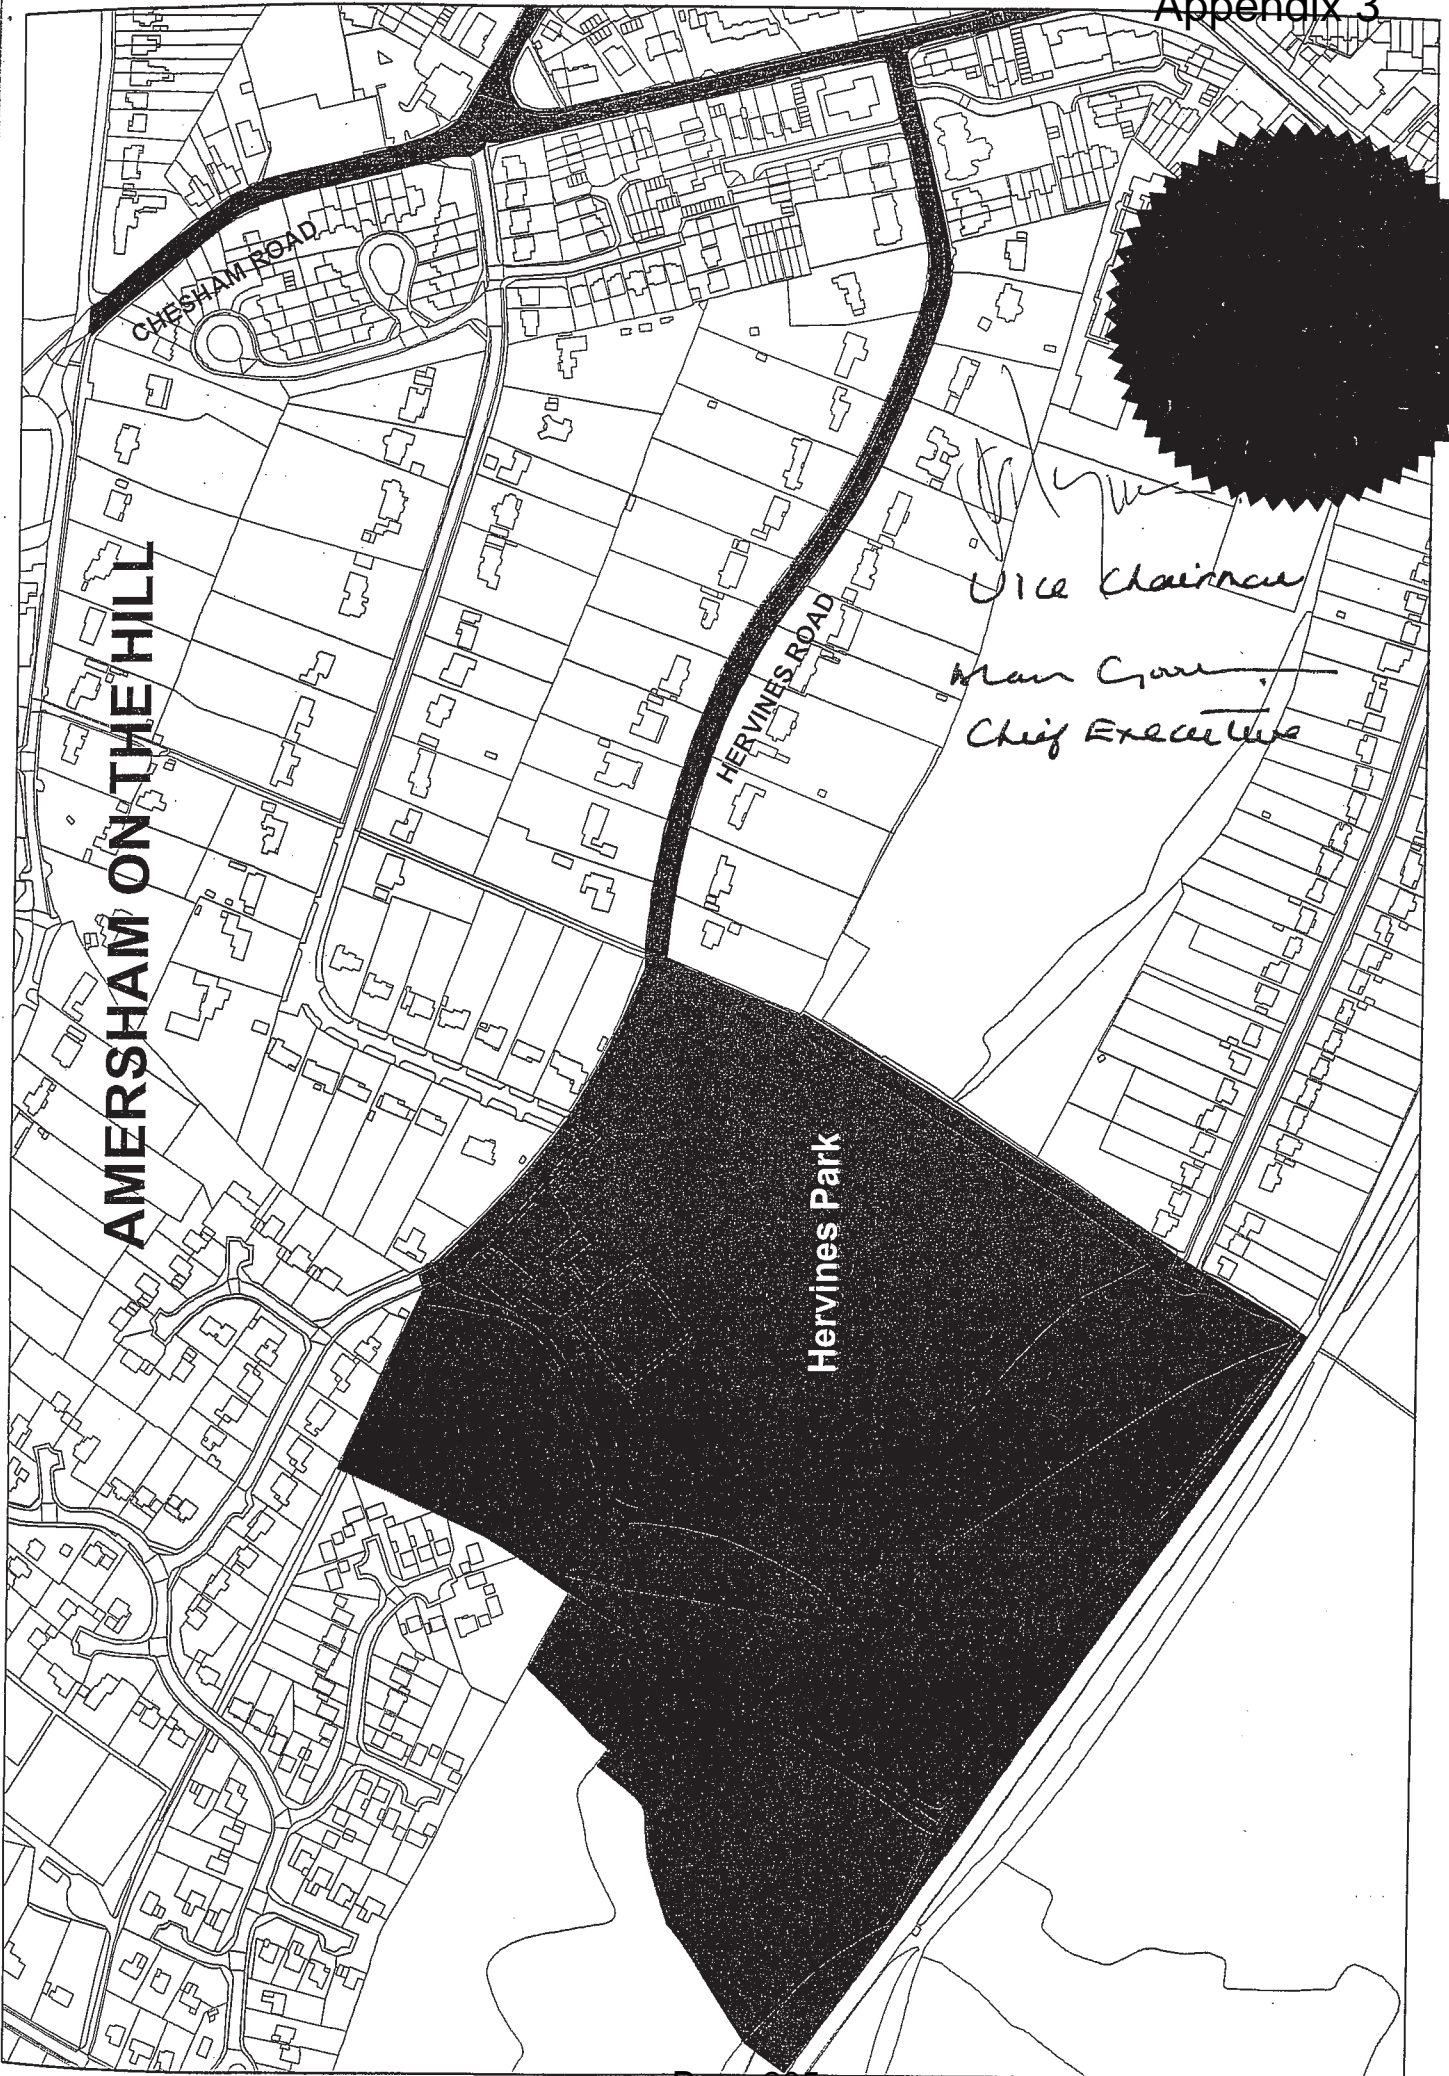 Appendix 3
CHESHAM ROAD
AMERSHAM ON THE HILL
HERVINES ROAD
Vice Chairman
Chief Executive
Hervines Park